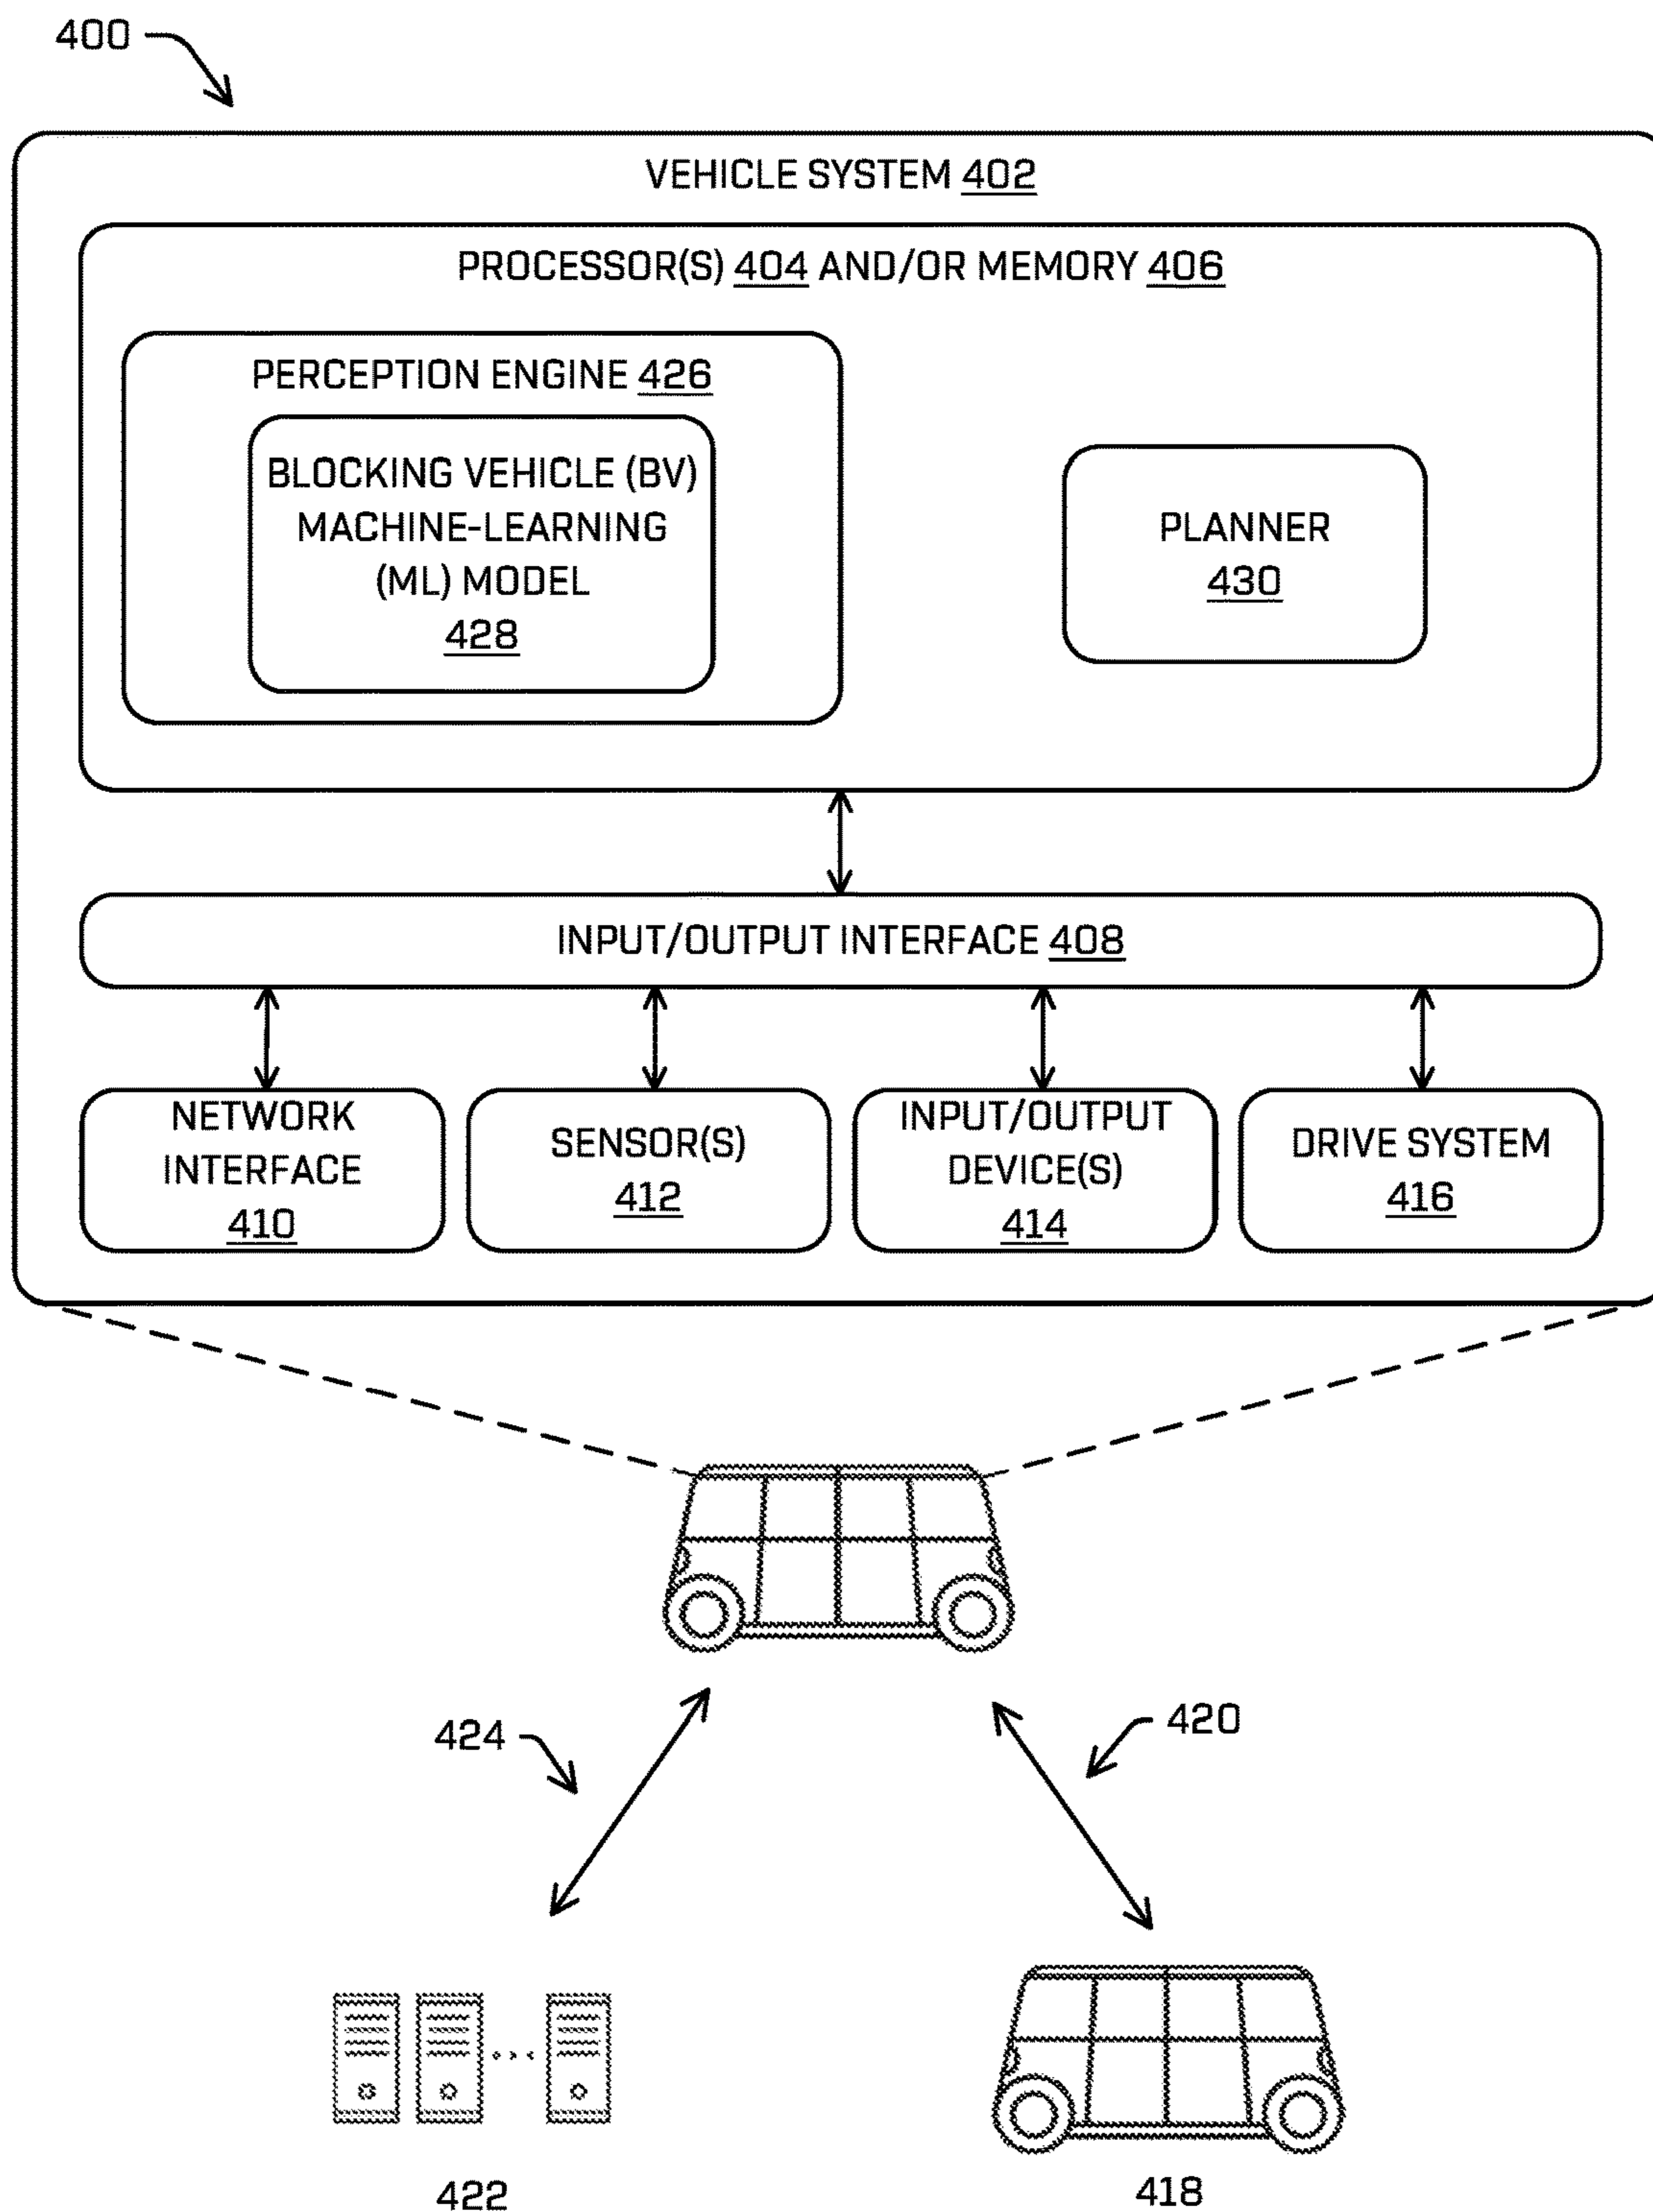 400
VEHICLE SYSTEM 402
PROCESSOR(S) 404 AND/OR MEMORY 406
PERCEPTION ENGINE 426
BLOCKING VEHICLE (BV)
MACHINE-LEARNING
(ML) MODEL
428
PLANNER
430
INPUT/OUTPUT INTERFACE 408
NETWORK
INTERFACE
410
SENSOR(S)
412
INPUT/OUTPUT
DEVICE(S)
414
DRIVE SYSTEM
416
424
420
422
418